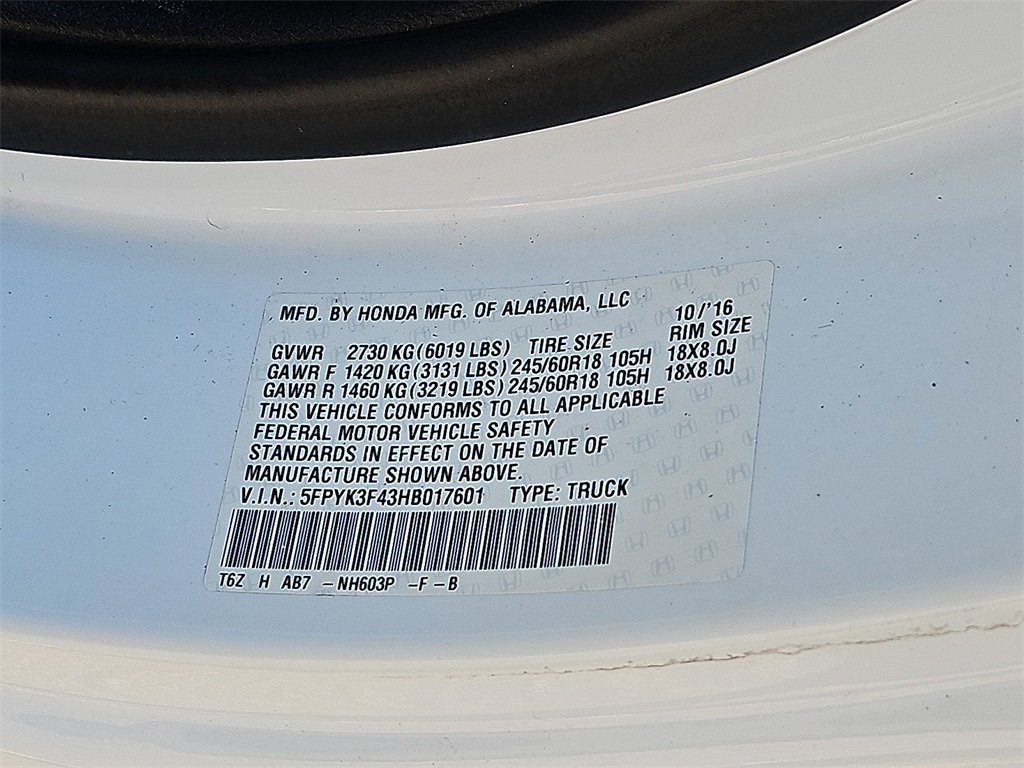 MFD. BY HONDA MFG. OF ALABAMA, LLC 10/'16
GVWR 2730 KG(6019 LBS) TIRE SIZE RIM SIZE
GAWR F 1420 KG(3131 LBS) 245/60R18 105H 18X8.0J
GAWR R 1460 KG(3219 LBS) 245/60R18 105H 18X8.0J
THIS VEHICLE CONFORMS TO ALL APPLICABLE
FEDERAL MOTOR VEHICLE SAFETY
STANDARDS IN EFFECT ON THE DATE OF
MANUFACTURE SHOWN ABOVE.
V.I.N.: 5FPYK3F43HB017601 TYPE: TRUCK
T6Z H AB7 -NH603P -F-B